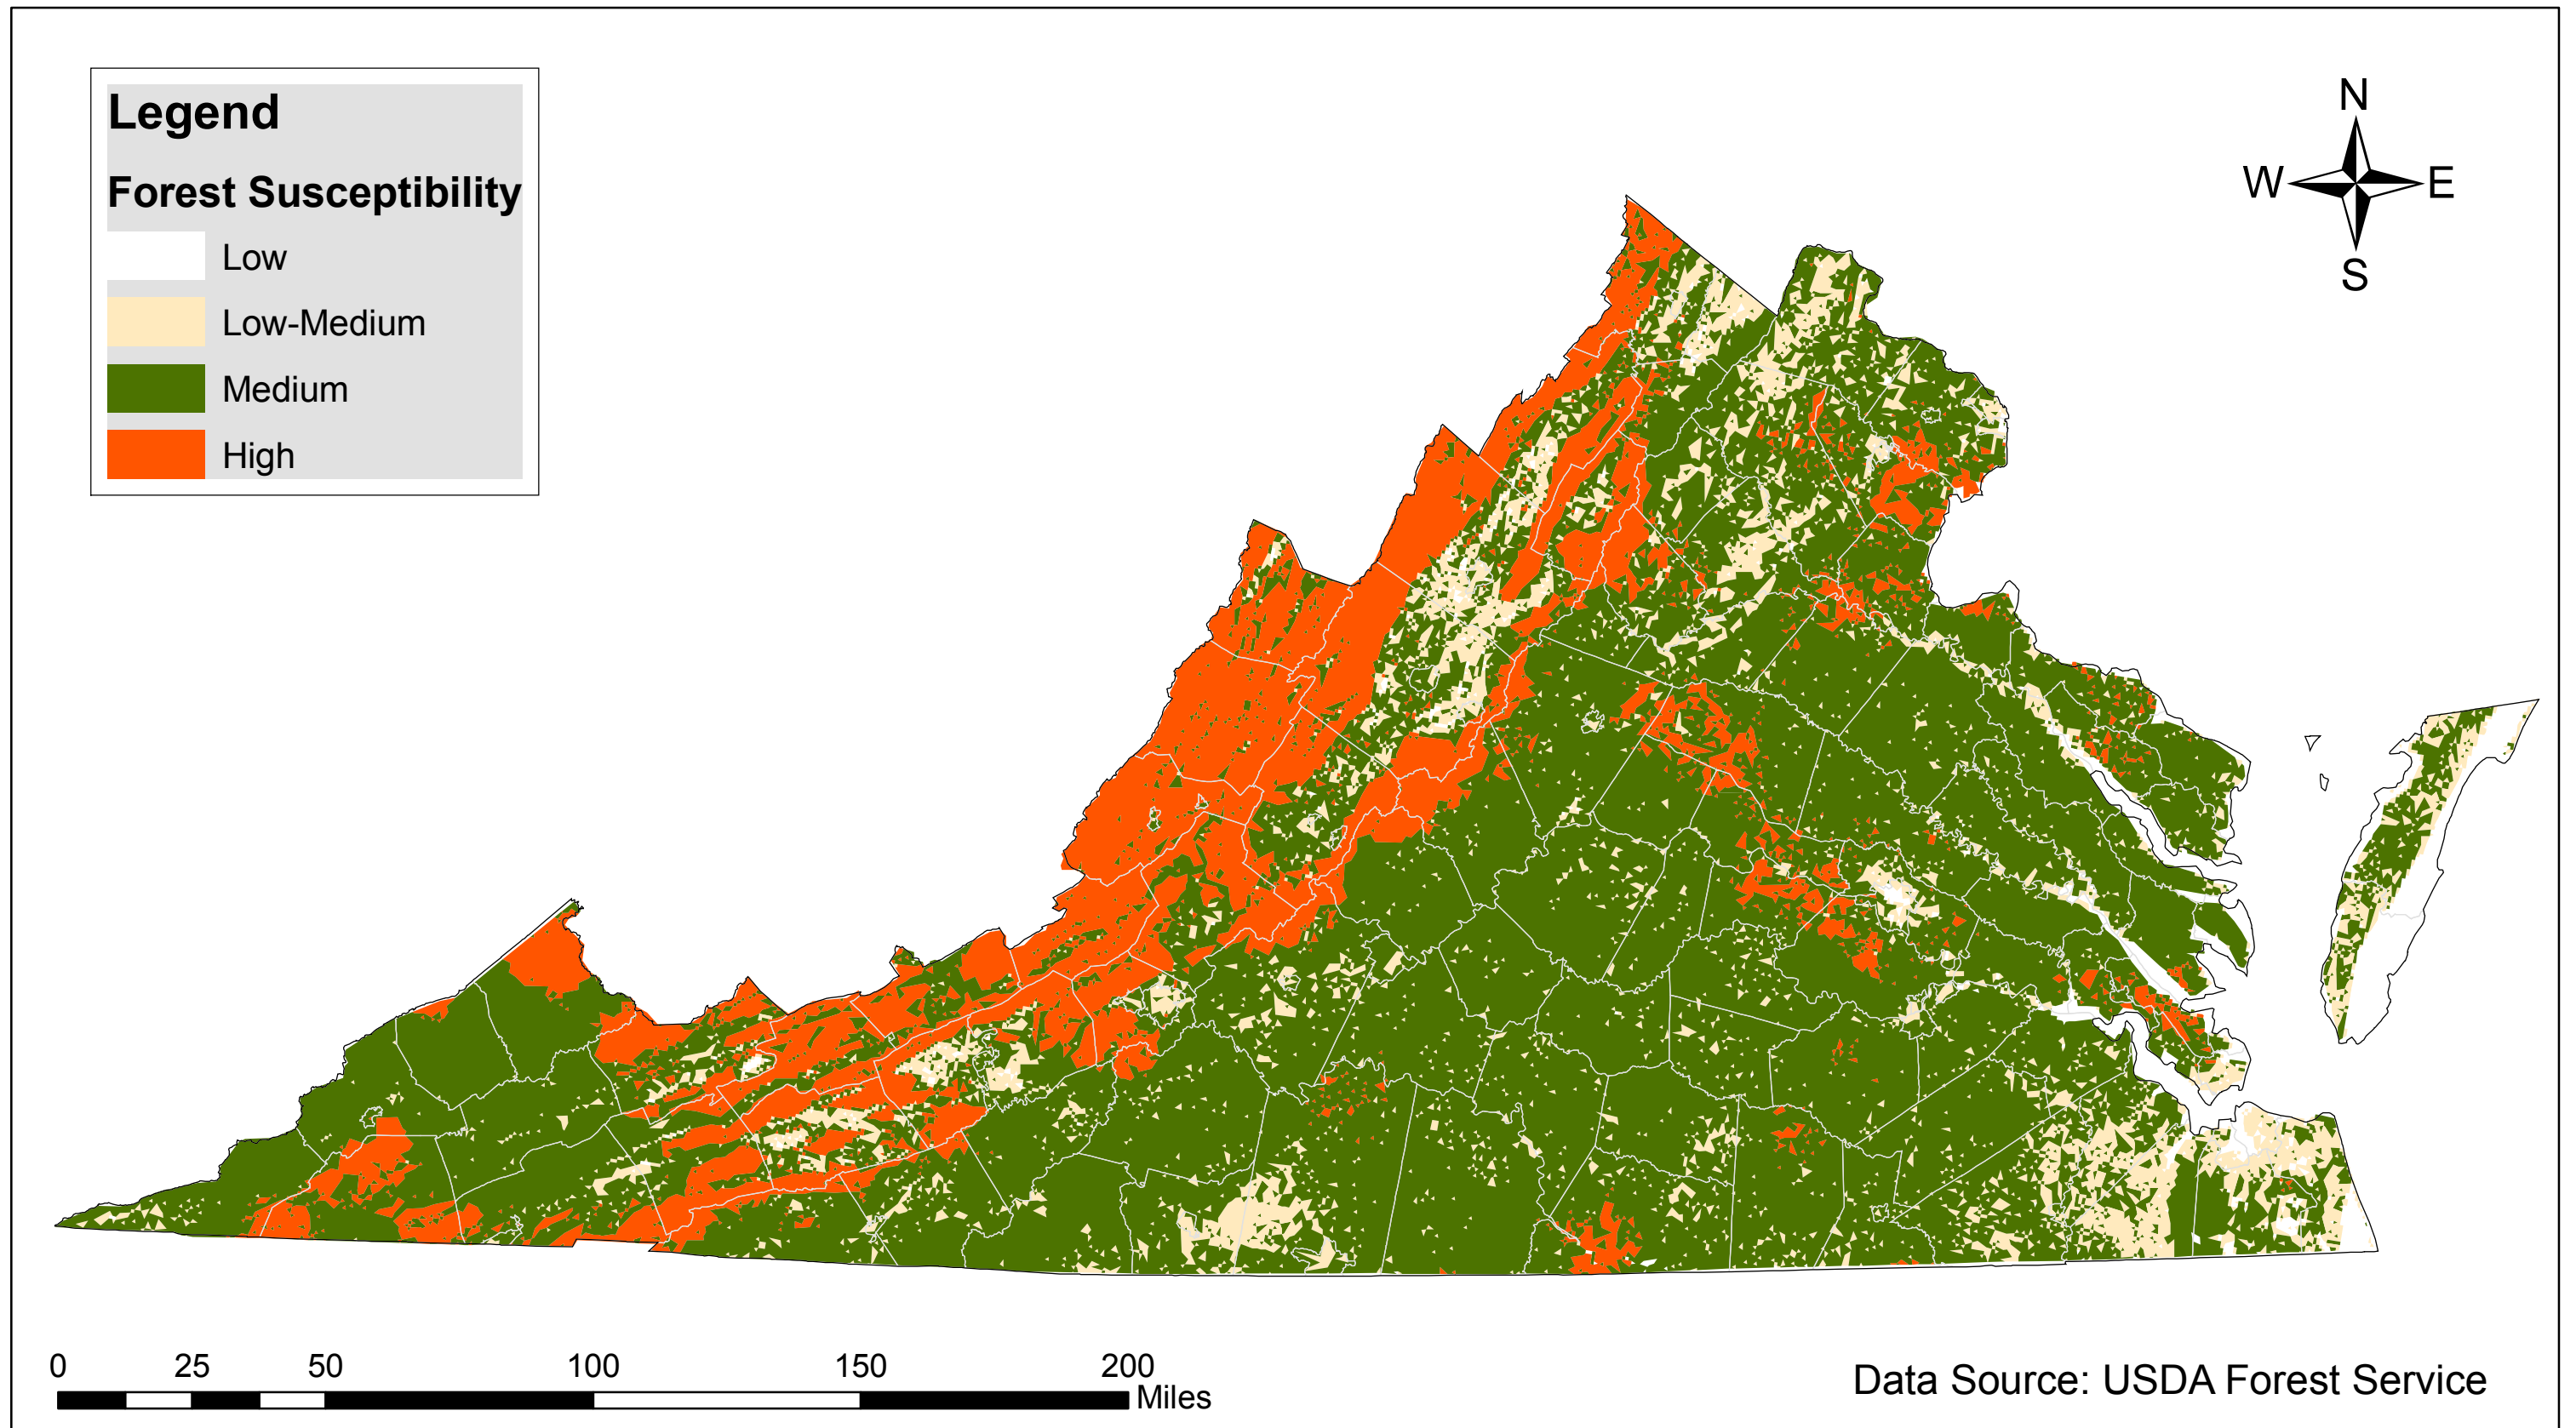 Legend
Forest Susceptibility
Low
Low-Medium
Medium
High
N
W E
S
0 25 50 100 150 200
Miles
Data Source: USDA Forest Service